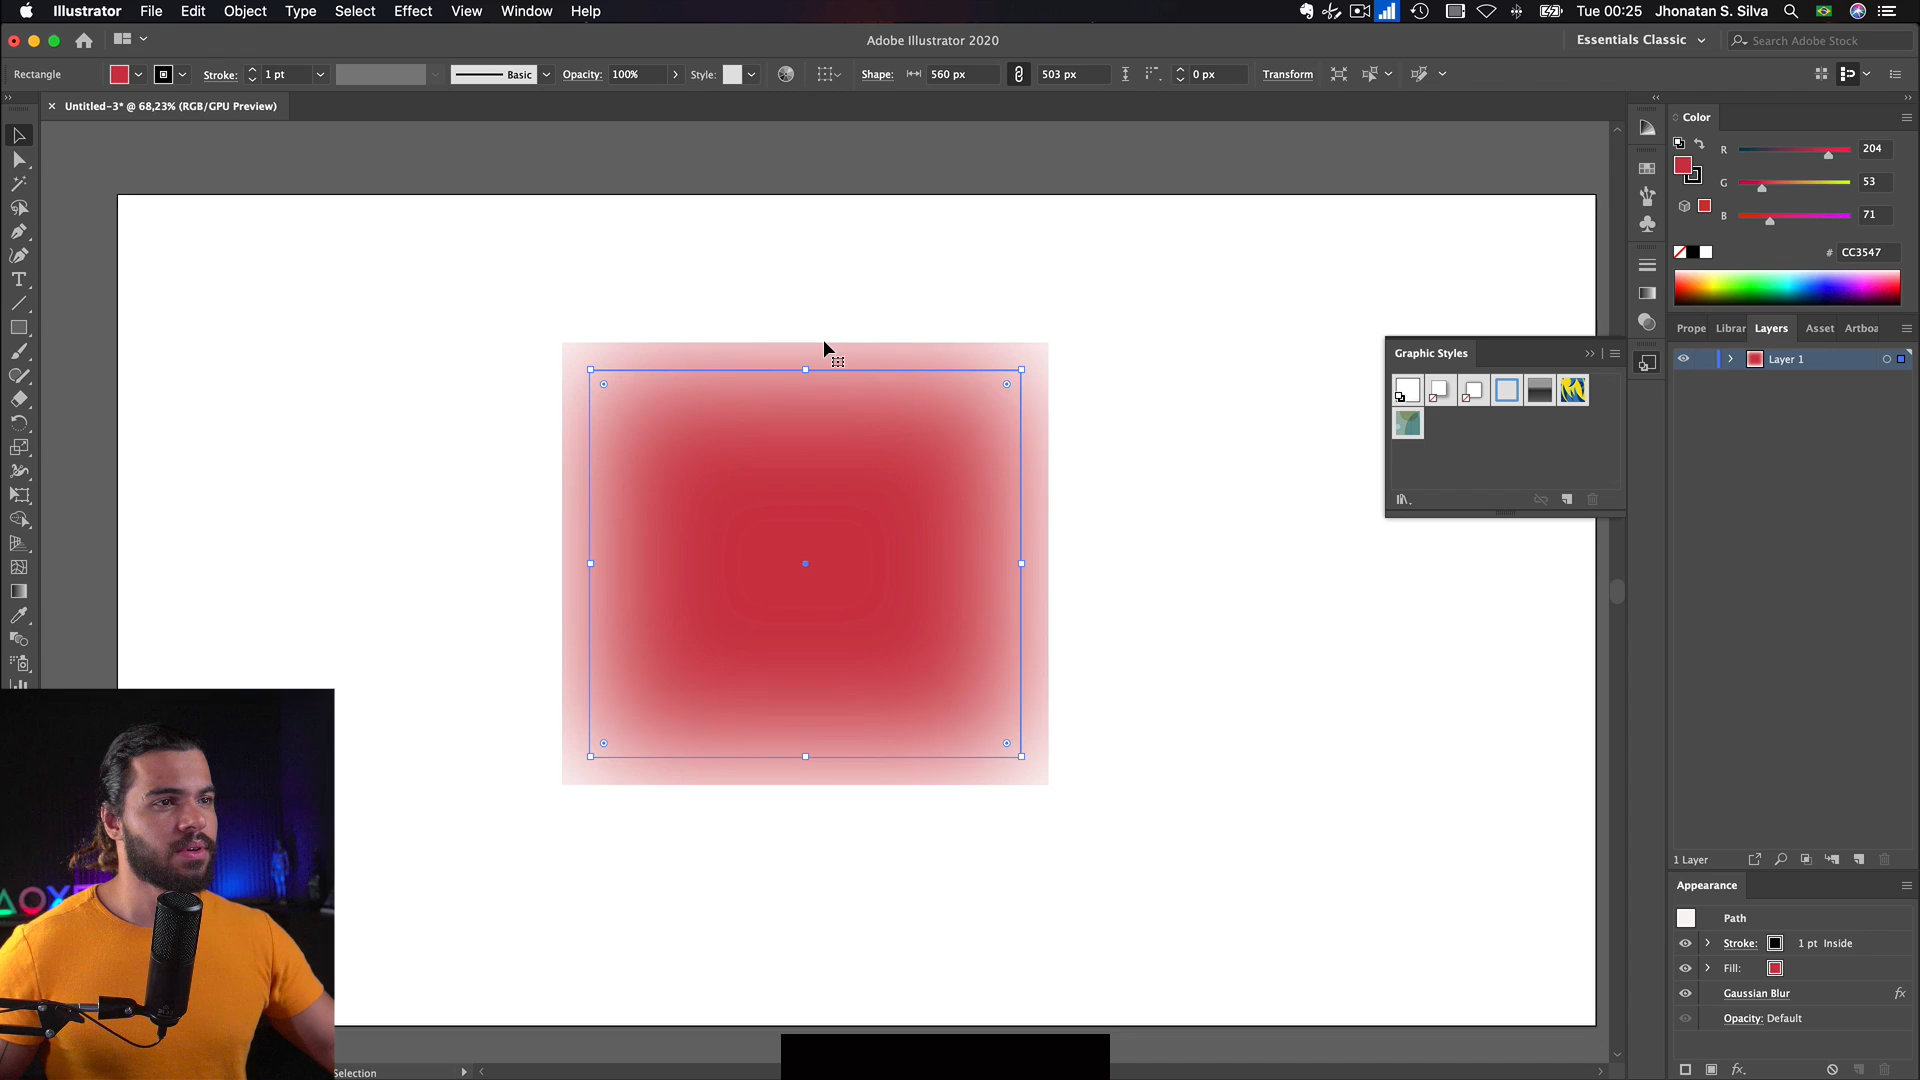 Illustrator File Edit Object Type Select Effect View Window Help
Tue 00:25 Jhonatan S. Silva
Adobe Illustrator 2020
Essentials Classic
Search Adobe Stock
Rectangle
Stroke: 1 pt
Basic
Opacity: 100%
Style:
Shape: 560 px
503 px
0 px
Transform
× Untitled-3* @ 68,23% (RGB/GPU Preview)
Color
R 204
G 53
B 71
# CC3547
Prope Librar Layers Asset Artboa
Layer 1
Graphic Styles
1 Layer
Appearance
Path
Stroke: 1 pt Inside
Fill:
Gaussian Blur fx
Opacity: Default
fx.
Selection